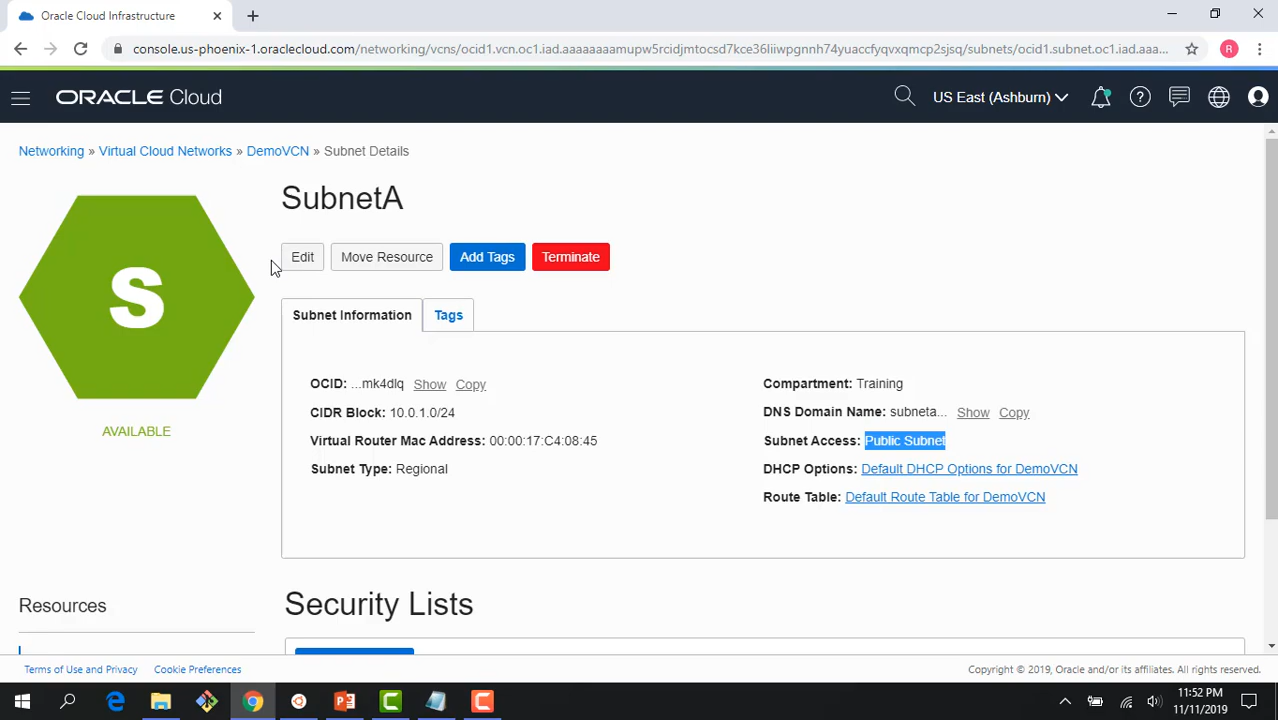 Oracle Cloud Infrastructure
console.us-phoenix-1.oraclecloud.com/networking/vcns/ocid1.vcn.oc1.iad.aaaaaaaamupw5rcidjmtocsd7kce36liiwpgnnh74yuaccfyqvxqmcp2sjsq/subnets/ocid1.subnet.oc1.iad.aaa...
R
ORACLE Cloud
US East (Ashburn)
Networking » Virtual Cloud Networks » DemoVCN » Subnet Details
S
AVAILABLE
SubnetA
Edit
Move Resource
Add Tags
Terminate
Subnet Information
Tags
OCID: ...mk4dlq Show Copy
CIDR Block: 10.0.1.0/24
Virtual Router Mac Address: 00:00:17:C4:08:45
Subnet Type: Regional
Compartment: Training
DNS Domain Name: subneta... Show Copy
Subnet Access: Public Subnet
DHCP Options: Default DHCP Options for DemoVCN
Route Table: Default Route Table for DemoVCN
Resources
Security Lists
Terms of Use and Privacy
Cookie Preferences
Copyright © 2019, Oracle and/or its affiliates. All rights reserved.
11:52 PM
11/11/2019